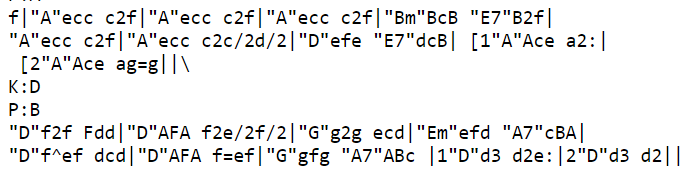 f|"A"ecc c2f|"A"ecc c2f|"A"ecc c2f|"Bm"BcB "E7"B2f|
"A"ecc c2f|"A"ecc c2c/2d/2|"D"efe "E7"dcB| [1"A"Ace a2:|
[2"A"Ace ag=g||\
K:D
P:B
"D"f2f Fdd|"D"AFA f2e/2f/2|"G"g2g ecd|"Em"efd "A7"cBA|
"D"f^ef dcd|"D"AFA f=ef|"G"gfg "A7"ABc |1"D"d3 d2e:|2"D"d3 d2||